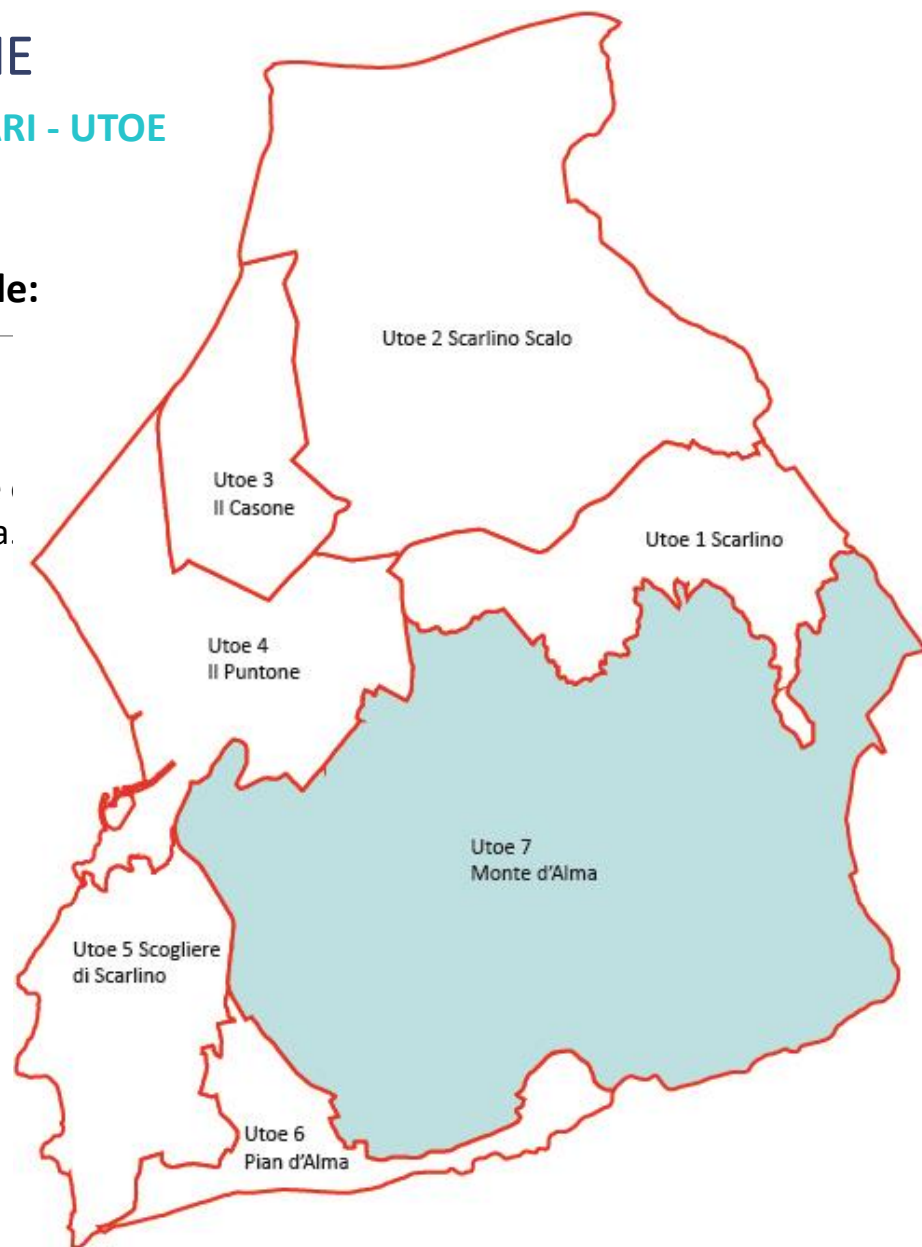 NE
ARI - UTOE
le:
a.
Utoe 2 Scarlino Scalo
Utoe 3
Il Casone
Utoe 1 Scarlino
Utoe 4
Il Puntone
Utoe 7
Monte d'Alma
Utoe 5 Scogliere
di Scarlino
Utoe 6
Pian d'Alma